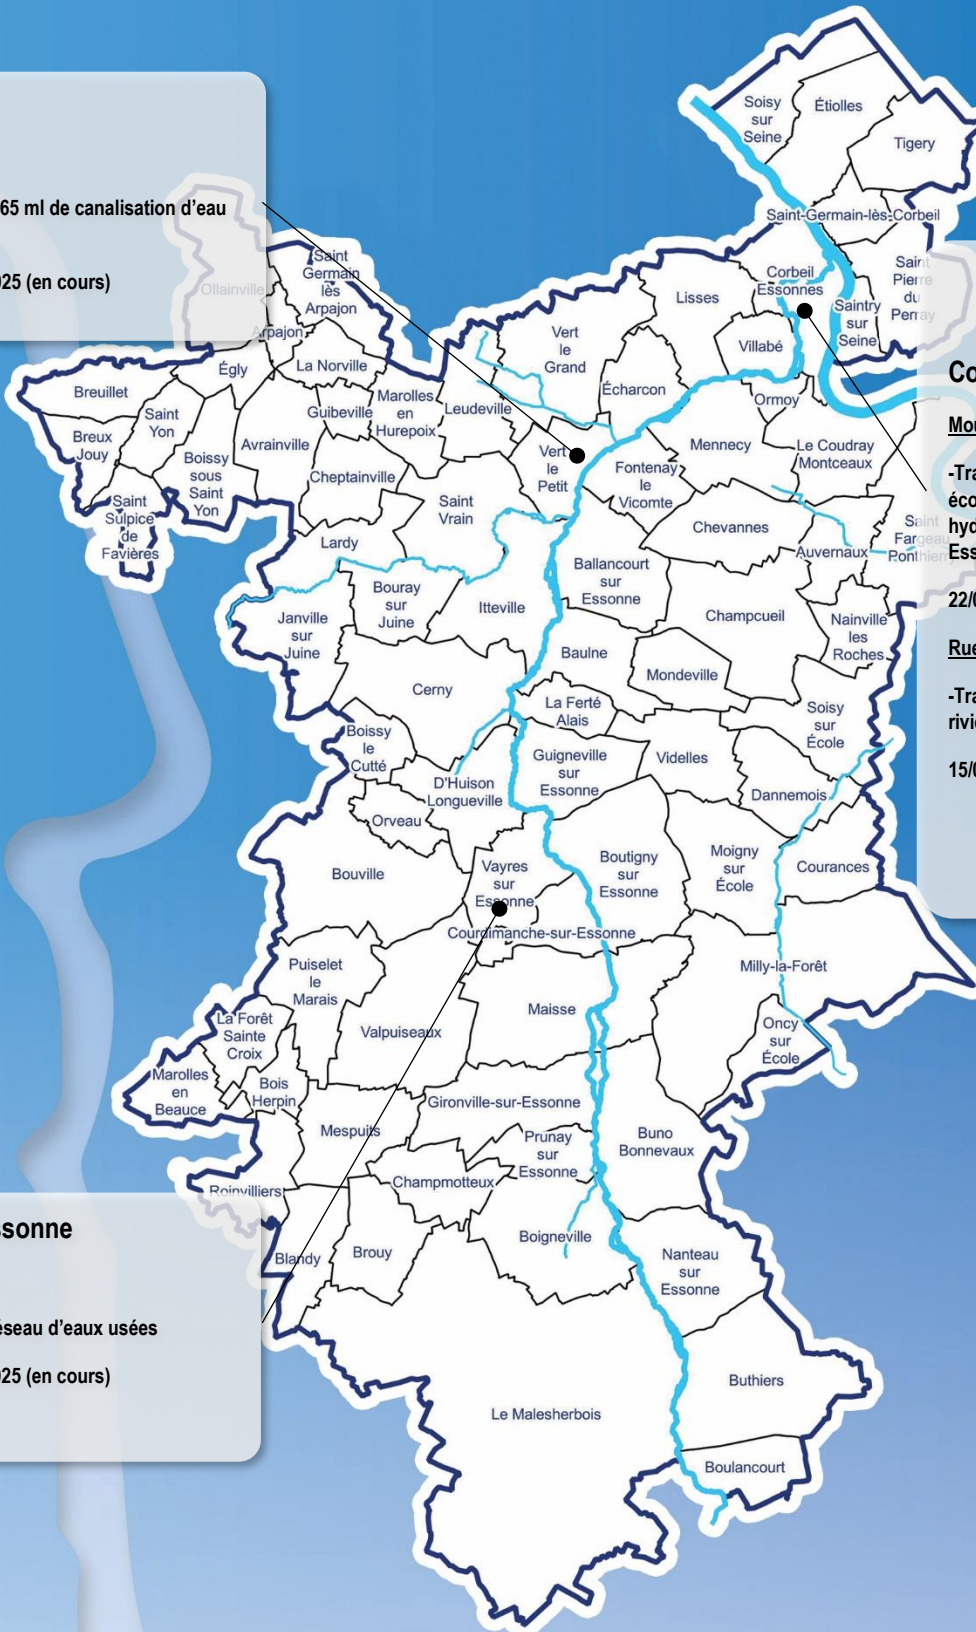 65 ml de canalisation d’eau
025 (en cours)
Soisy
sur
Seine
Étiolles
Tigery
Saint-Germain-lès-Corbeil
Saint
Pierre
du
Perray
Corbeil
Essonnes
Saintry
sur
Seine
Lisses
Villabé
Ormoy
Vert
le
Grand
Écharcon
Ollainville
Saint
Germain
lès
Arpajon
Arpajon
La Norville
Égly
Breuillet
Saint
Yon
Breux
Jouy
Boissy
sous
Saint
Yon
Avrainville
Guibeville
Marolles
en
Hurepoix
Leudeville
Cheptainville
Saint
Vrain
Vert
le
Petit
Fontenay
le
Vicomte
Mennecy
Le Coudray
Montceaux
Chevannes
Auvernaux
Saint
Fargeau
Ponthierry
Saint
Sulpice
de
Favières
Lardy
Janville
sur
Juine
Bouray
sur
Juine
Itteville
Ballancourt
sur
Essonne
Champcueil
Nainville
les
Roches
Baulne
Mondeville
Cerny
La Ferté
Alais
Soisy
sur
École
Boissy
le
Cutté
D'Huison
Longueville
Guigneville
sur
Essonne
Videlles
Dannemois
Orveau
Bouville
Vayres
sur
Essonne
Boutigny
sur
Essonne
Moigny
sur
École
Courances
Courdimanche-sur-Essonne
Milly-la-Forêt
Puiselet
le
Marais
Maisse
Valpuiseaux
Oncy
sur
École
La Forêt
Sainte
Croix
Marolles
en
Beauce
Bois
Herpin
Mespuits
Gironville-sur-Essonne
Prunay
sur
Essonne
Buno
Bonnevaux
Champmotteux
Roinvilliers
Blandy
Brouy
Boigneville
Nanteau
sur
Essonne
Buthiers
Le Malesherbois
Boulancourt
Co
Mou
-Tra
éco
hyd
Ess
22/0
Rue
-Tra
riviè
15/0
ssonne
éseau d’eaux usées
025 (en cours)